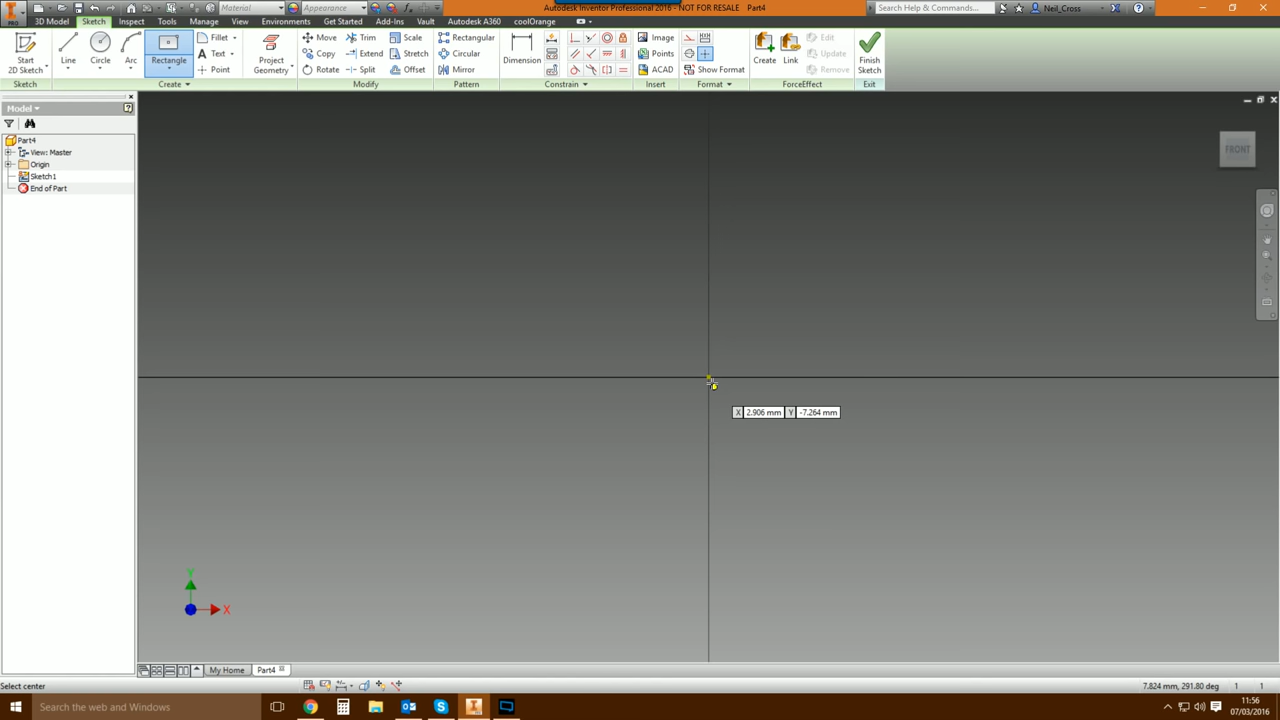 Material
Appearance
Autodesk Inventor Professional 2016 - NOT FOR RESALE Part4
Search Help & Commands...
Neil_Cross
PRO
3D Model Sketch Inspect Tools Manage View Environments Get Started Add-Ins Vault Autodesk A360 coolOrange
Start
2D Sketch
Line
Circle
Arc
Rectangle
Fillet
Text
Point
Project
Geometry
Move Trim Scale
Copy Extend Stretch
Rotate Split Offset
Rectangular
Circular
Mirror
Dimension
Image
Points
ACAD
Show Format
Create
Link
Edit
Update
Remove
Finish
Sketch
Sketch Create Modify Pattern Constrain Insert Format ForceEffect Exit
Model
Part4
View: Master
Origin
Sketch1
End of Part
FRONT
X 2.906 mm Y -7.264 mm
Y
X
My Home Part4
Select center
7.824 mm, 291.80 deg 1 1
Search the web and Windows
11:56
07/03/2016